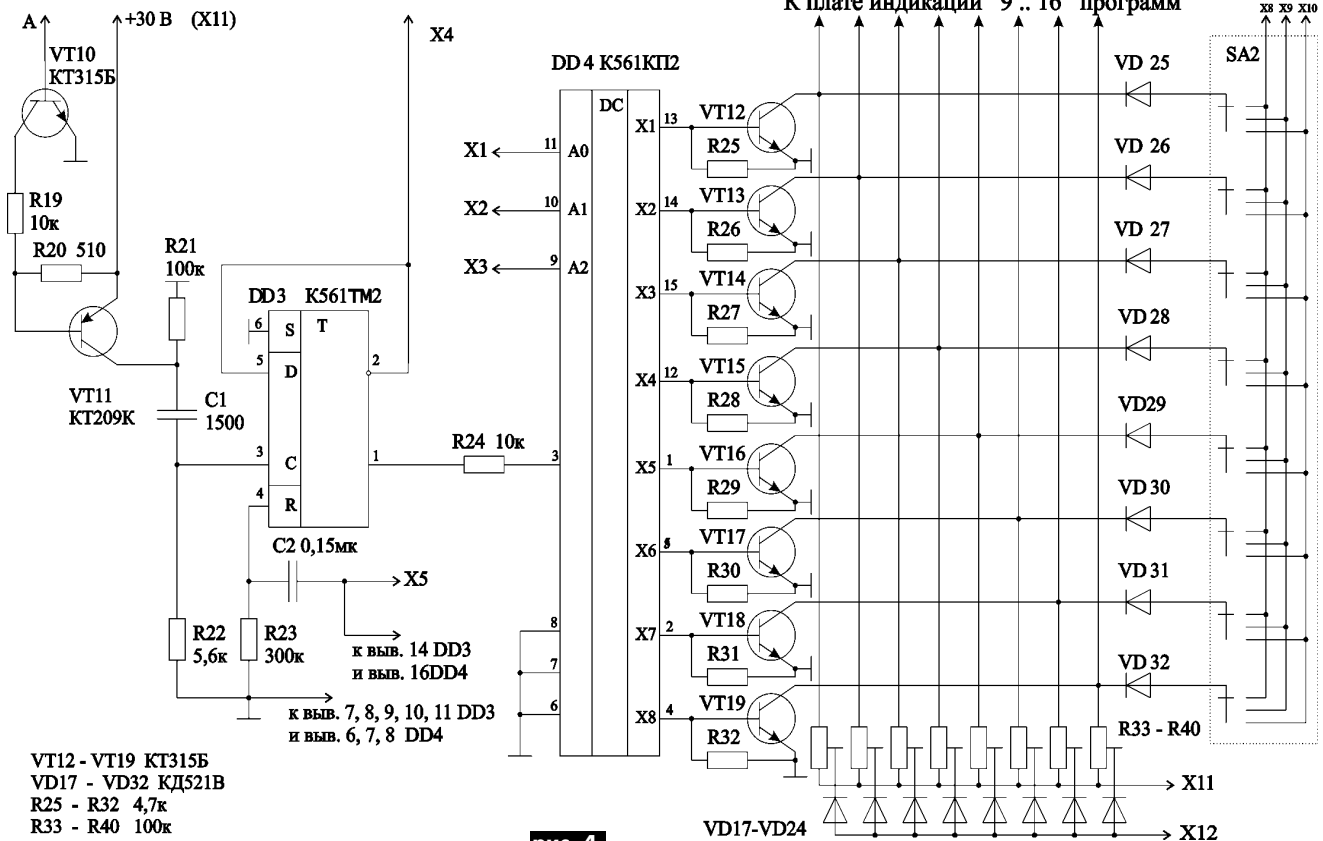 К плате индикации 9 .. 16 программ
A
+30 В (X11)
X4
X8 X9 X10
VT10
КТ315Б
DD4 К561КП2
VD 25
SA2
DC
X1
13
VT12
R25
X1
11
A0
VD 26
R19
10к
X2
10
A1
X2
14
VT13
R26
R20 510
R21
100к
VD 27
X3
9
A2
X3
15
VT14
R27
DD3 К561ТМ2
6
S
T
VD 28
5
D
2
X4
12
VT15
R28
VT11
КТ209К
C1
1500
VD29
R24 10к
3
C
1
3
X5
1
VT16
R29
4
R
VD 30
C2 0,15мк
X6
VT17
R30
X5
VD 31
R22
5,6к
R23
300к
8
X7
2
VT18
R31
к выв. 14 DD3
и выв. 16DD4
7
VD 32
6
X8
4
VT19
R32
к выв. 7, 8, 9, 10, 11 DD3
и выв. 6, 7, 8 DD4
R33 - R40
VT12 - VT19 КТ315Б
VD17 - VD32 КД521В
R25 - R32 4,7к
R33 - R40 100к
X11
VD17-VD24
X12